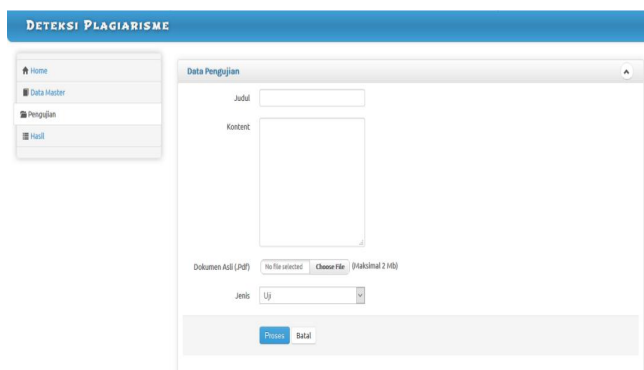 DETEKSI PLAGIARISME
Home
Data Master
Pengujian
Hasil
Data Pengujian
Judul
Kontent
Dokumen Asli (.Pdf) No file selected Choose File (Maksimal 2 Mb)
Jenis Uji
Proses Batal